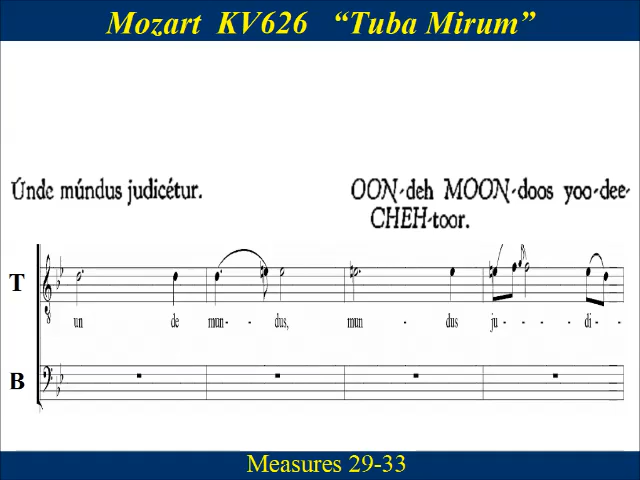 Mozart KV626 “Tuba Mirum”
Únde múndus judicétur.
OON-deh MOON-doos yoo-dee-
CHEH-toor.
T
8
un de mun - - dus, mun - dus ju - - - - di -
B
Measures 29-33